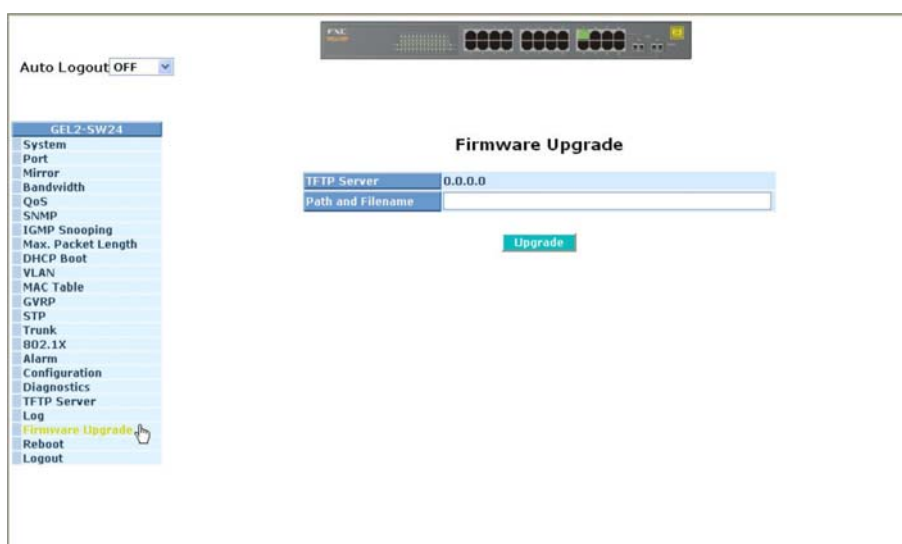 Auto Logout OFF
GEL2-SW24
System
Port
Mirror
Bandwidth
QoS
SNMP
IGMP Snooping
Max. Packet Length
DHCP Boot
VLAN
MAC Table
GVRP
STP
Trunk
802.1X
Alarm
Configuration
Diagnostics
TFTP Server
Log
Firmware Upgrade
Reboot
Logout
Firmware Upgrade
TFTP Server 0.0.0.0
Path and Filename
Upgrade